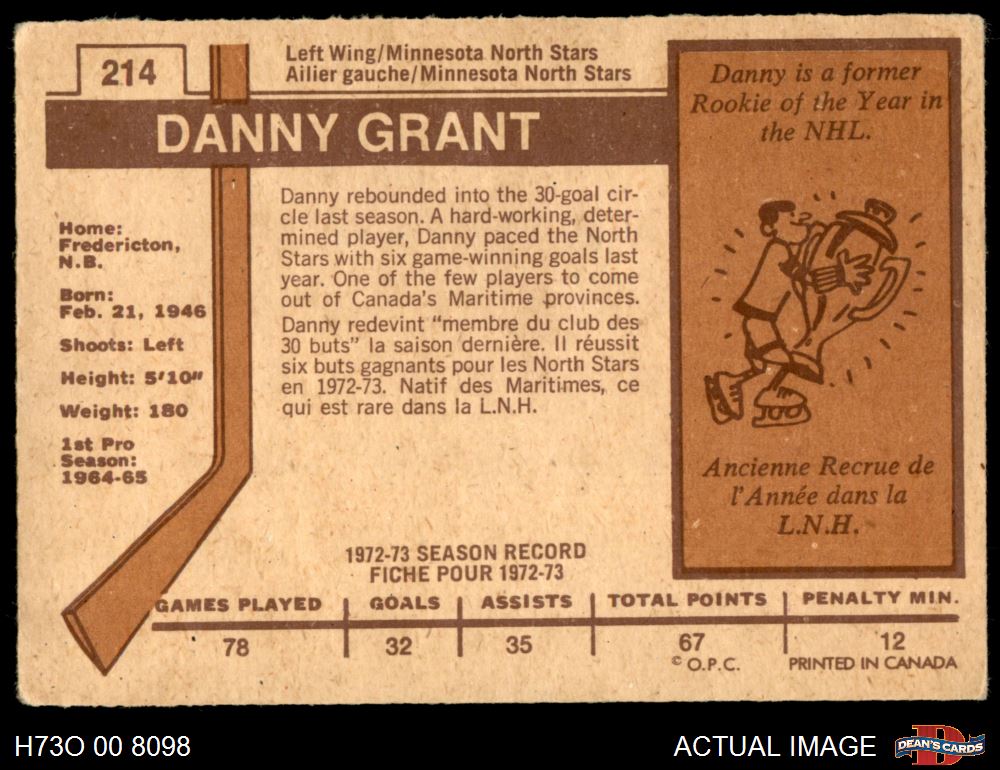 214
Left Wing/Minnesota North Stars
Ailier gauche/Minnesota North Stars
DANNY GRANT
Home:
Fredericton,
N.B.
Born:
Feb. 21, 1946
Shoots: Left
Height: 5'10"
Weight: 180
1st Pro
Season:
1964-65
Danny rebounded into the 30-goal cir-
cle last season. A hard-working, deter-
mined player, Danny paced the North
Stars with six game-winning goals last
year. One of the few players to come
out of Canada's Maritime provinces.
Danny redevint "membre du club des
30 buts" la saison dernière. Il réussit
six buts gagnants pour les North Stars
en 1972-73. Natif des Maritimes, ce
qui est rare dans la L.N.H.
Danny is a former
Rookie of the Year in
the NHL.
Ancienne Recrue de
l'Année dans la
L.N.H.
1972-73 SEASON RECORD
FICHE POUR 1972-73
GAMES PLAYED GOALS ASSISTS TOTAL POINTS PENALTY MIN.
78 32 35 67 12
© O.P.C. PRINTED IN CANADA
H73O 00 8098
ACTUAL IMAGE
D
DEAN'S CARDS